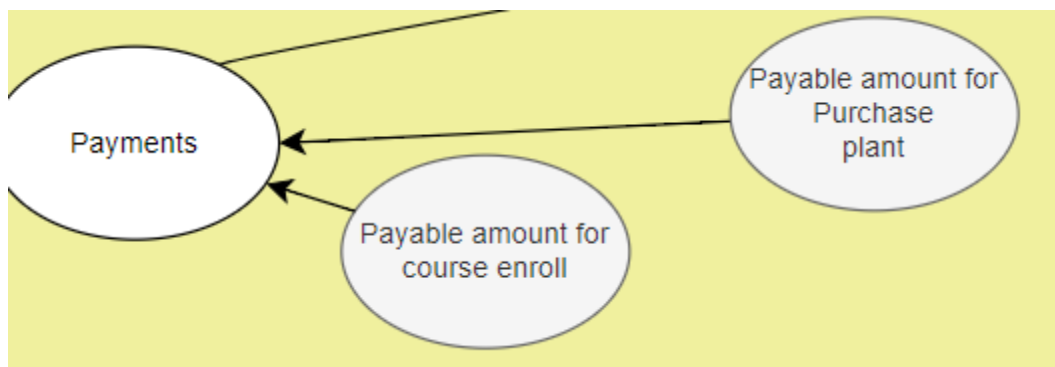 Payable amount for
Purchase
plant
Payments
Payable amount for
course enroll